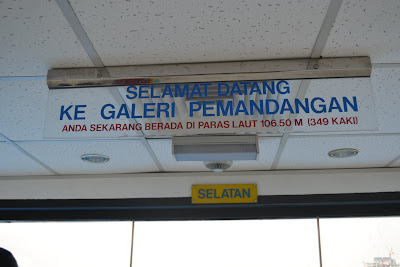 SELAMAT DATANG
KE GALERI PEMANDANGAN
ANDA SEKARANG BERADA DI PARAS LAUT 106.50 M (349 KAKI)
SELATAN